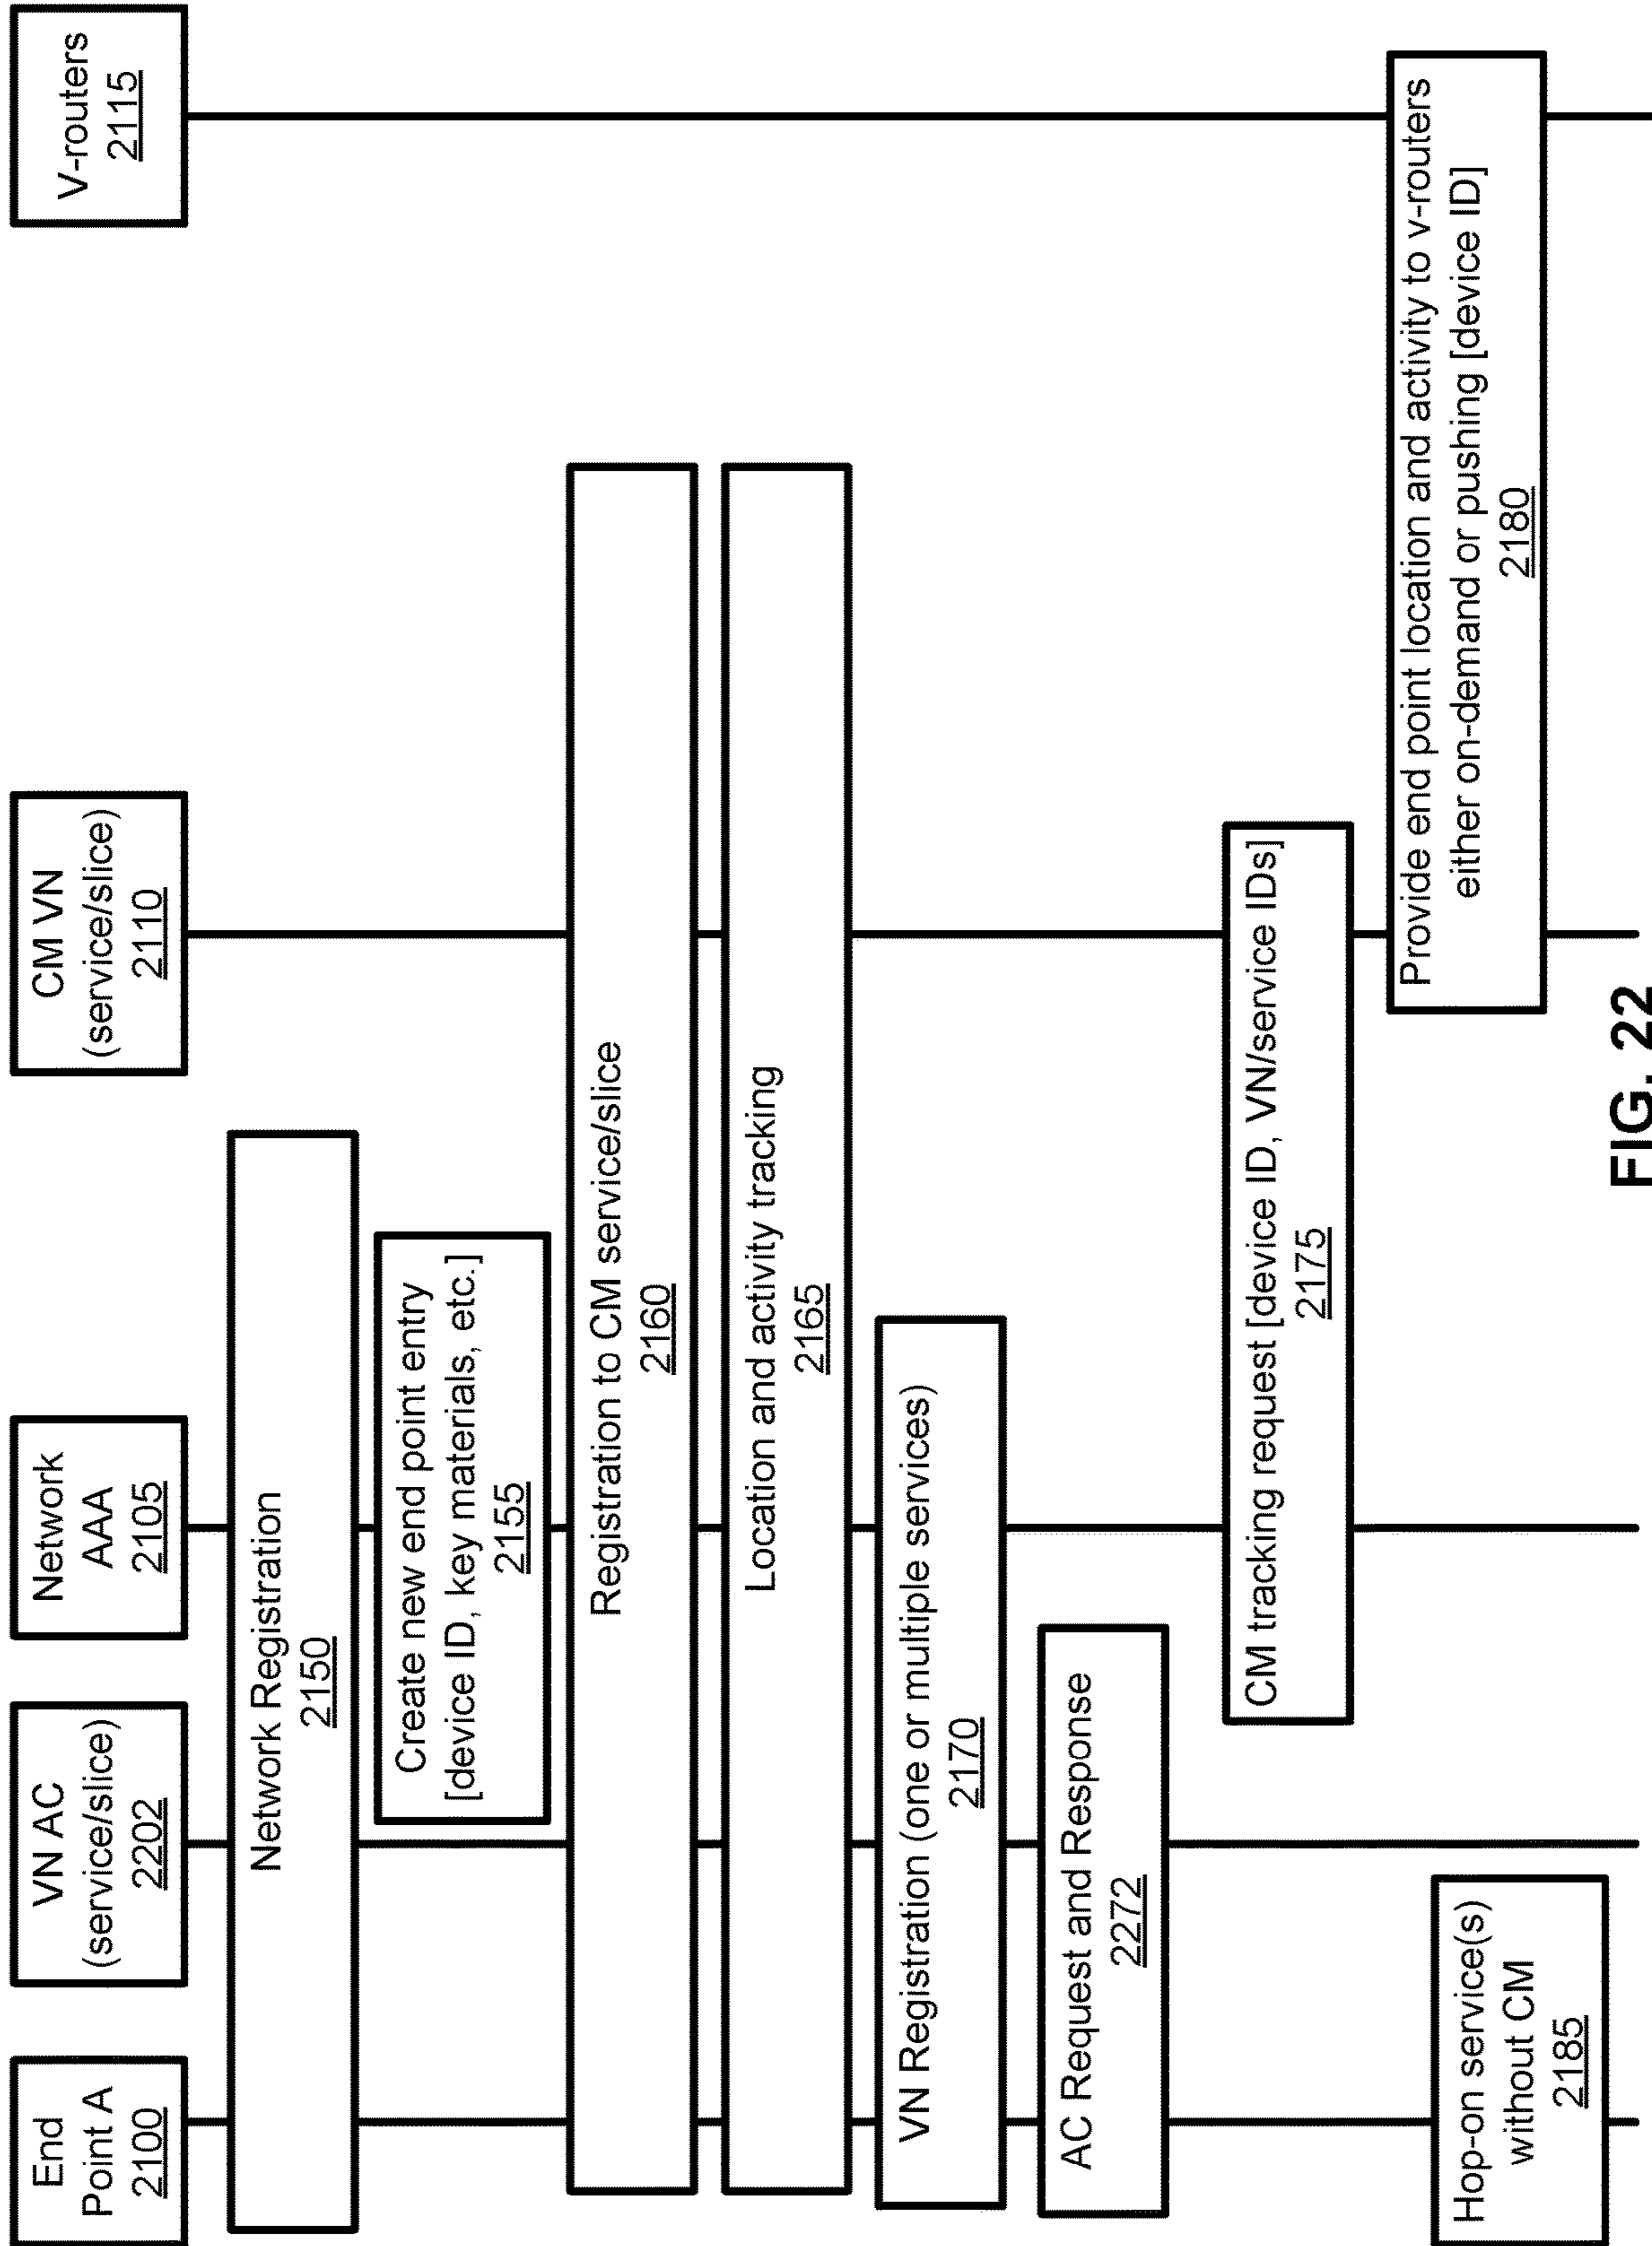 End
Point A
2100
VN AC
(service/slice)
2202
Network
AAA
2105
CM VN
(service/slice)
2110
V-routers
2115
Network Registration
2150
Create new end point entry
[device ID, key materials, etc.]
2155
Registration to CM service/slice
2160
Location and activity tracking
2165
VN Registration (one or multiple services)
2170
AC Request and Response
2272
CM tracking request [device ID, VN/service IDs]
2175
Provide end point location and activity to v-routers
either on-demand or pushing [device ID]
2180
Hop-on service(s)
without CM
2185
FIG. 22